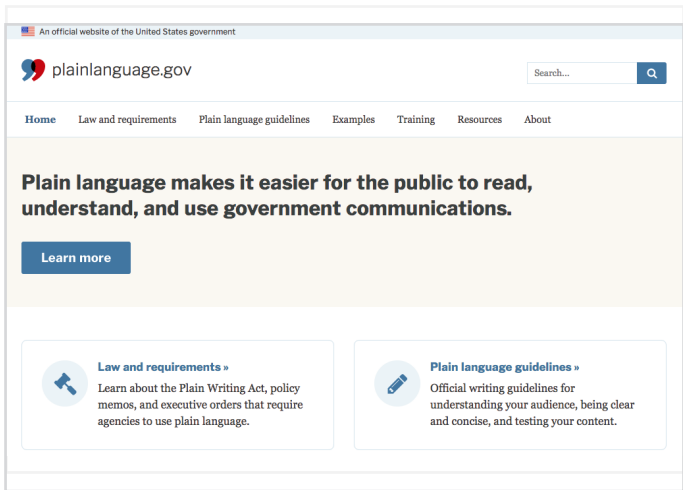 An official website of the United States government
plainlanguage.gov
Search...
Home Law and requirements Plain language guidelines Examples Training Resources About
Plain language makes it easier for the public to read,
understand, and use government communications.
Learn more
Law and requirements »
Learn about the Plain Writing Act, policy
memos, and executive orders that require
agencies to use plain language.
Plain language guidelines »
Official writing guidelines for
understanding your audience, being clear
and concise, and testing your content.